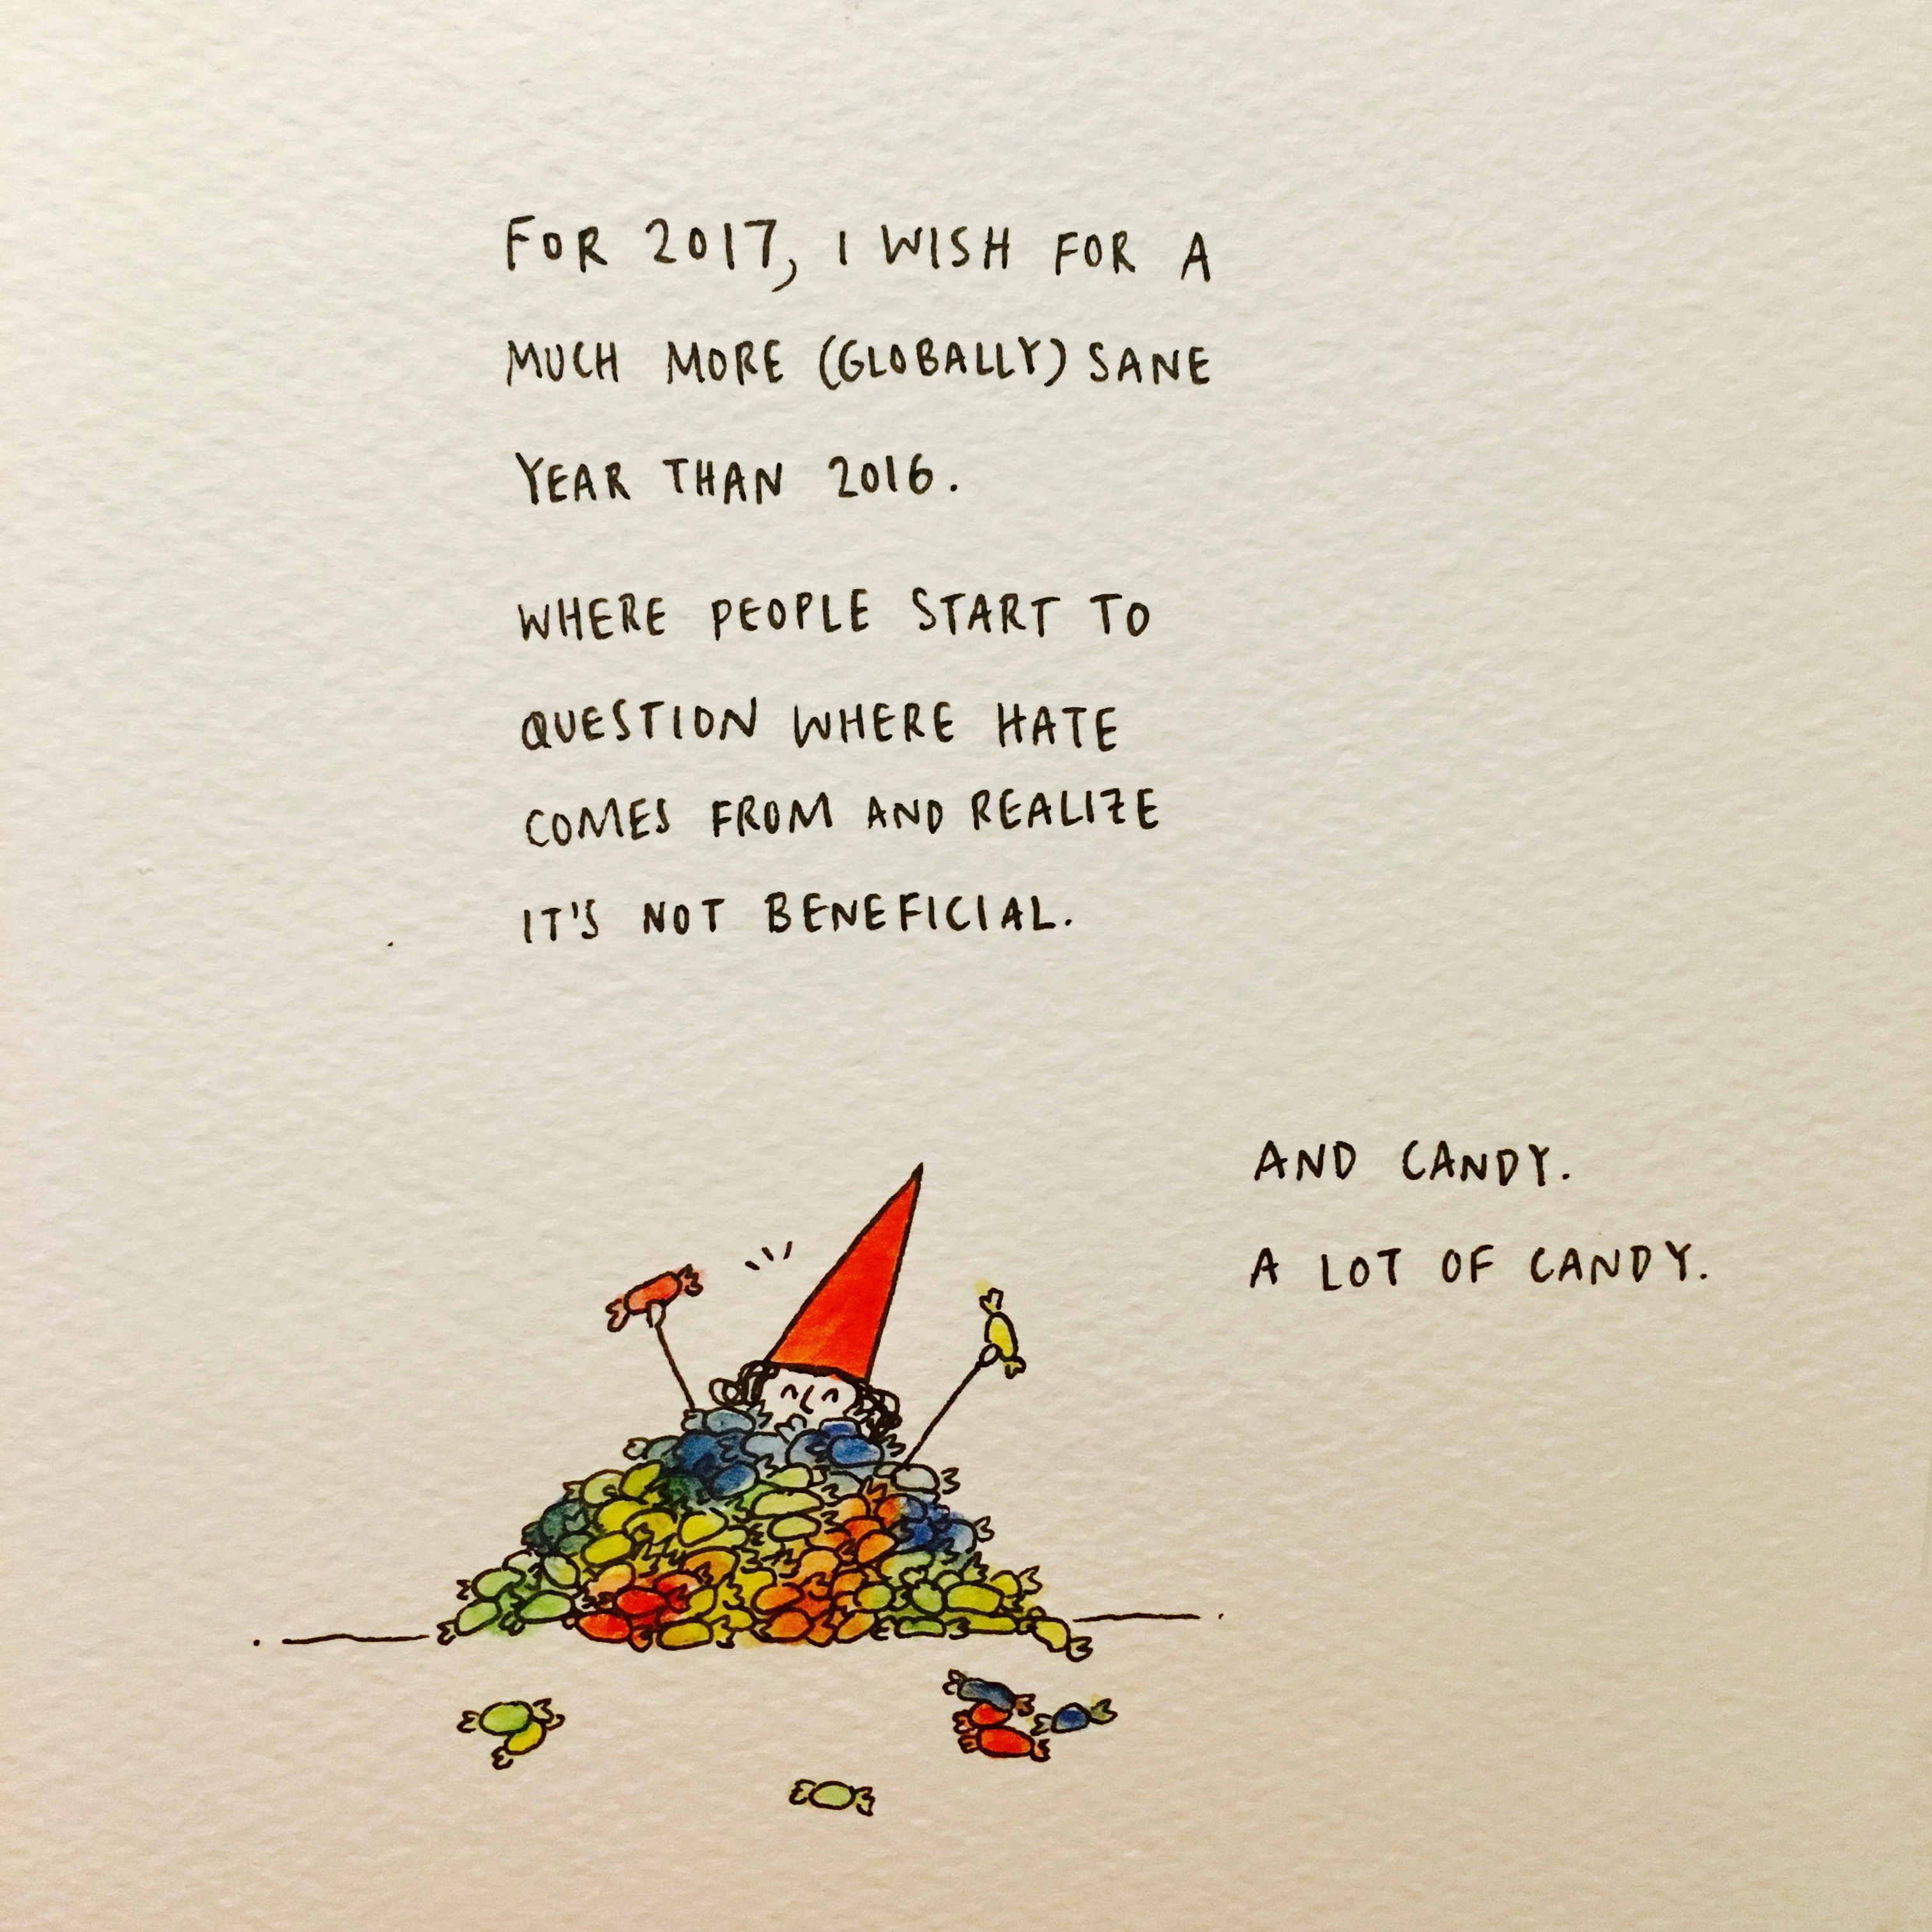 FOR 2017, I WISH FOR A
MUCH MORE (GLOBALLY) SANE
YEAR THAN 2016.
WHERE PEOPLE START TO
QUESTION WHERE HATE
COMES FROM AND REALIZE
IT'S NOT BENEFICIAL.
AND CANDY.
A LOT OF CANDY.